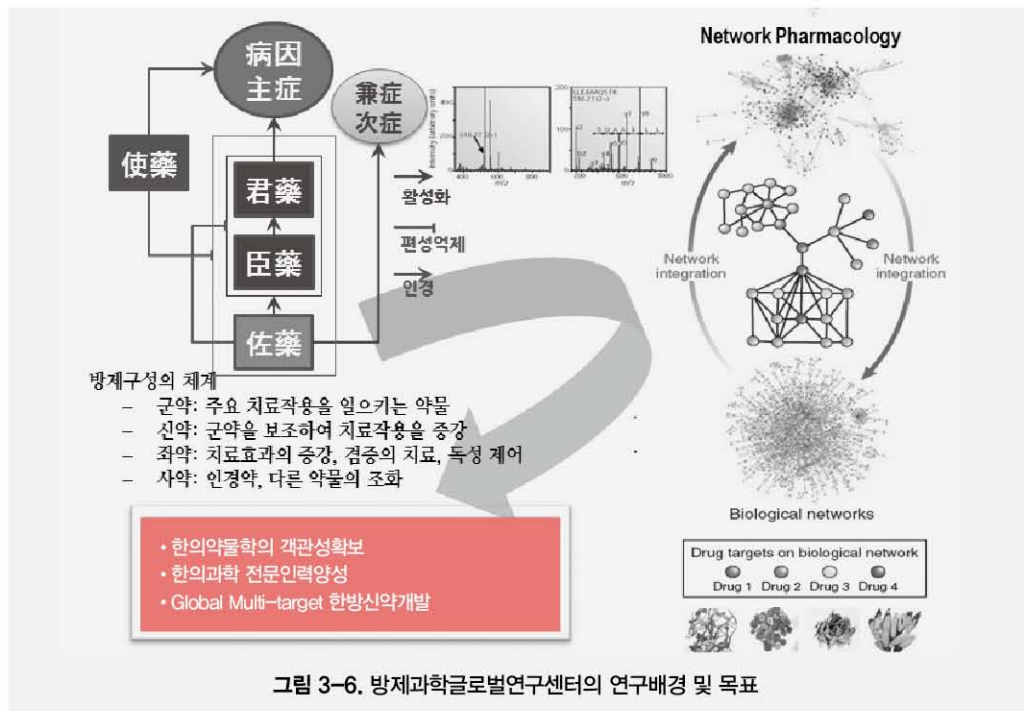 病因
主症
兼症
次症
使藥
君藥
臣藥
佐藥
활성화
편성억제
인경
방제구성의 체계
– 군약: 주요 치료작용을 일으키는 약물
– 신약: 군약을 보조하여 치료작용을 증강
– 좌약: 치료효과의 증강, 겸증의 치료, 독성 제어
– 사약: 인경약, 다른 약물의 조화
• 한의약물학의 객관성확보
• 한의과학 전문인력양성
• Global Multi-target 한방신약개발
Network Pharmacology
Network
integration
Network
integration
Biological networks
Drug targets on biological network
Drug 1 Drug 2 Drug 3 Drug 4
그림 3-6. 방제과학글로벌연구센터의 연구배경 및 목표